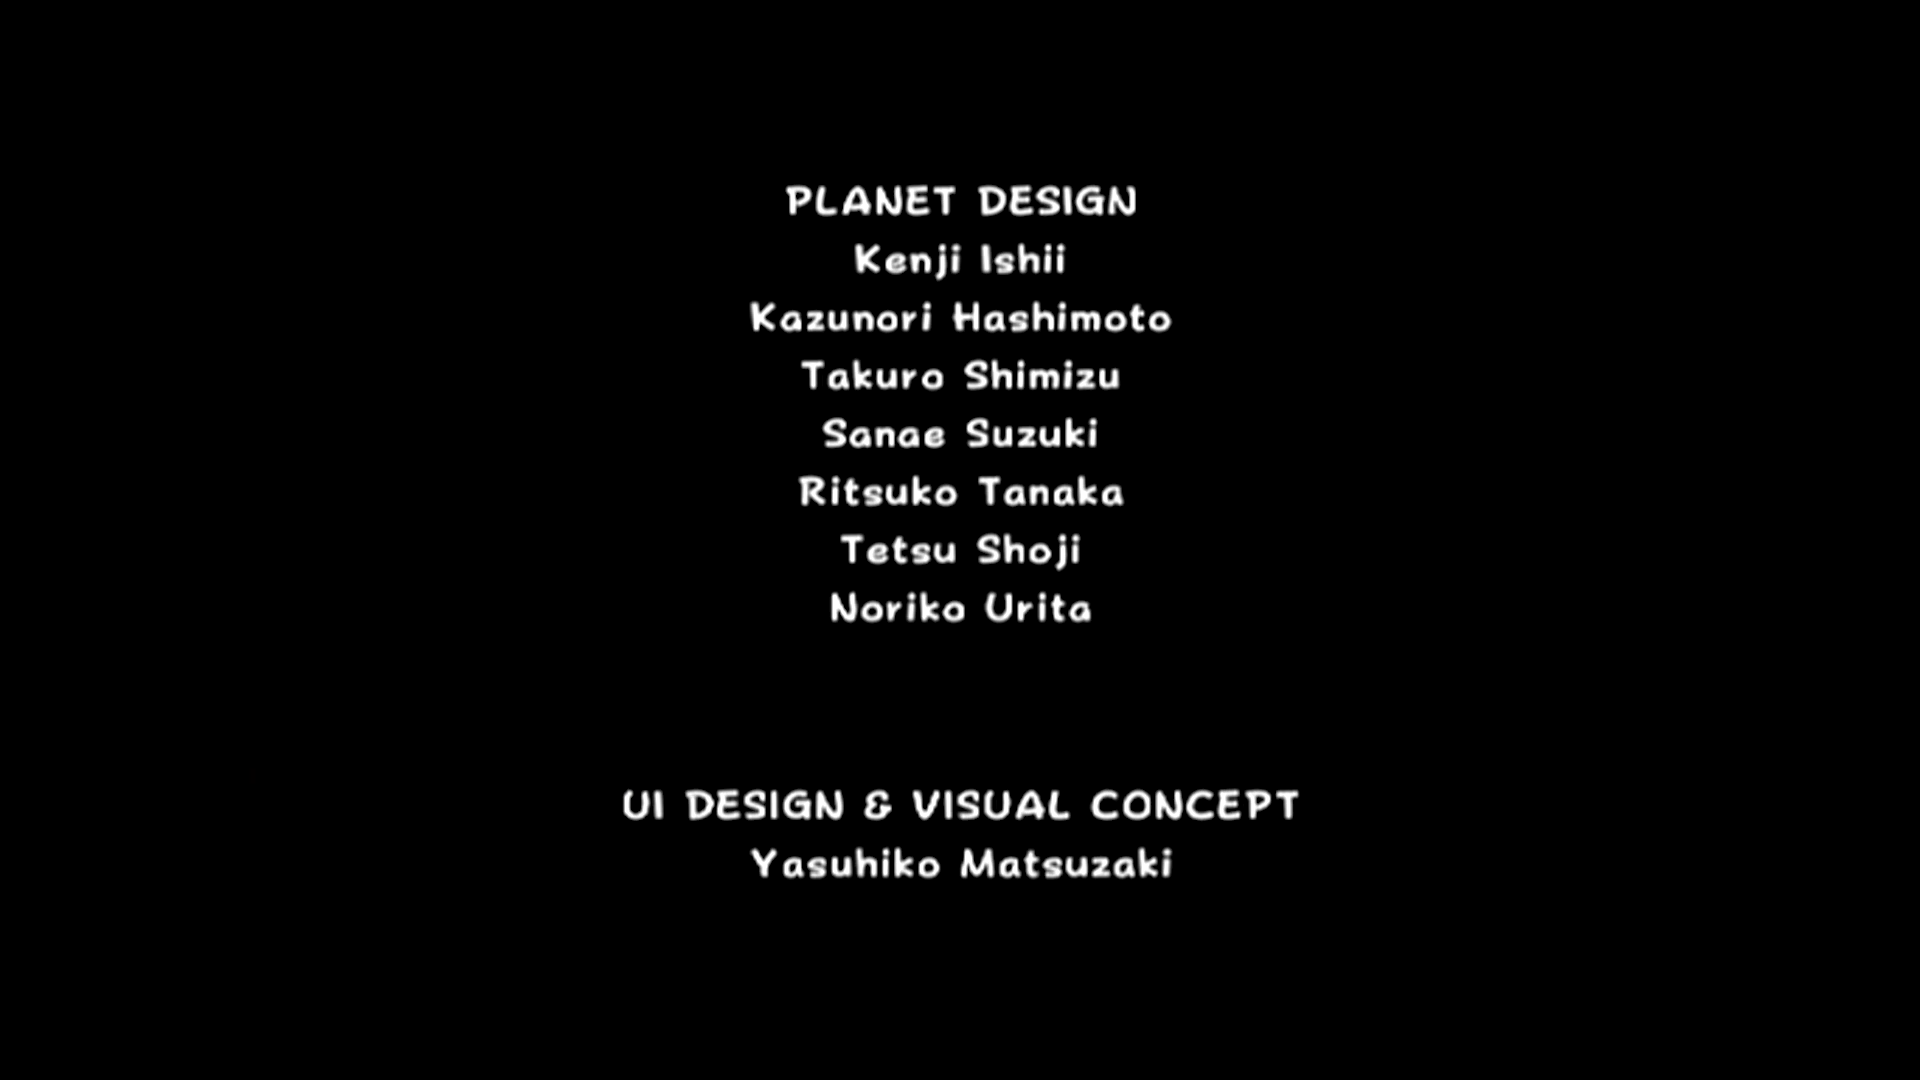 PLANET DESIGN
Kenji Ishii
Kazunori Hashimoto
Takuro Shimizu
Sanae Suzuki
Ritsuko Tanaka
Tetsu Shoji
Noriko Urita
UI DESIGN & VISUAL CONCEPT
Yasuhiko Matsuzaki